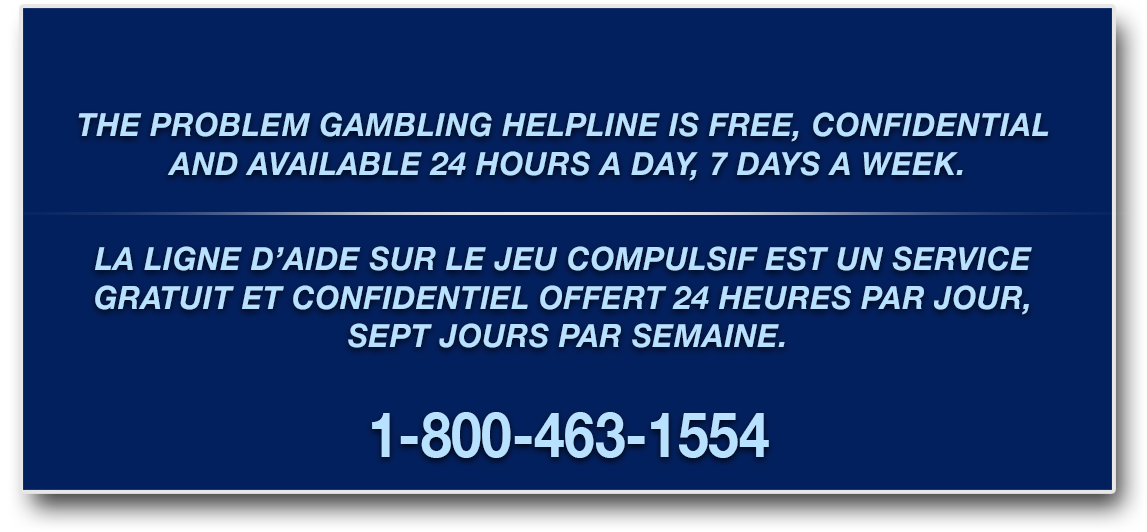 THE PROBLEM GAMBLING HELPLINE IS FREE, CONFIDENTIAL
AND AVAILABLE 24 HOURS A DAY, 7 DAYS A WEEK.
LA LIGNE D’AIDE SUR LE JEU COMPULSIF EST UN SERVICE
GRATUIT ET CONFIDENTIEL OFFERT 24 HEURES PAR JOUR,
SEPT JOURS PAR SEMAINE.
1-800-463-1554